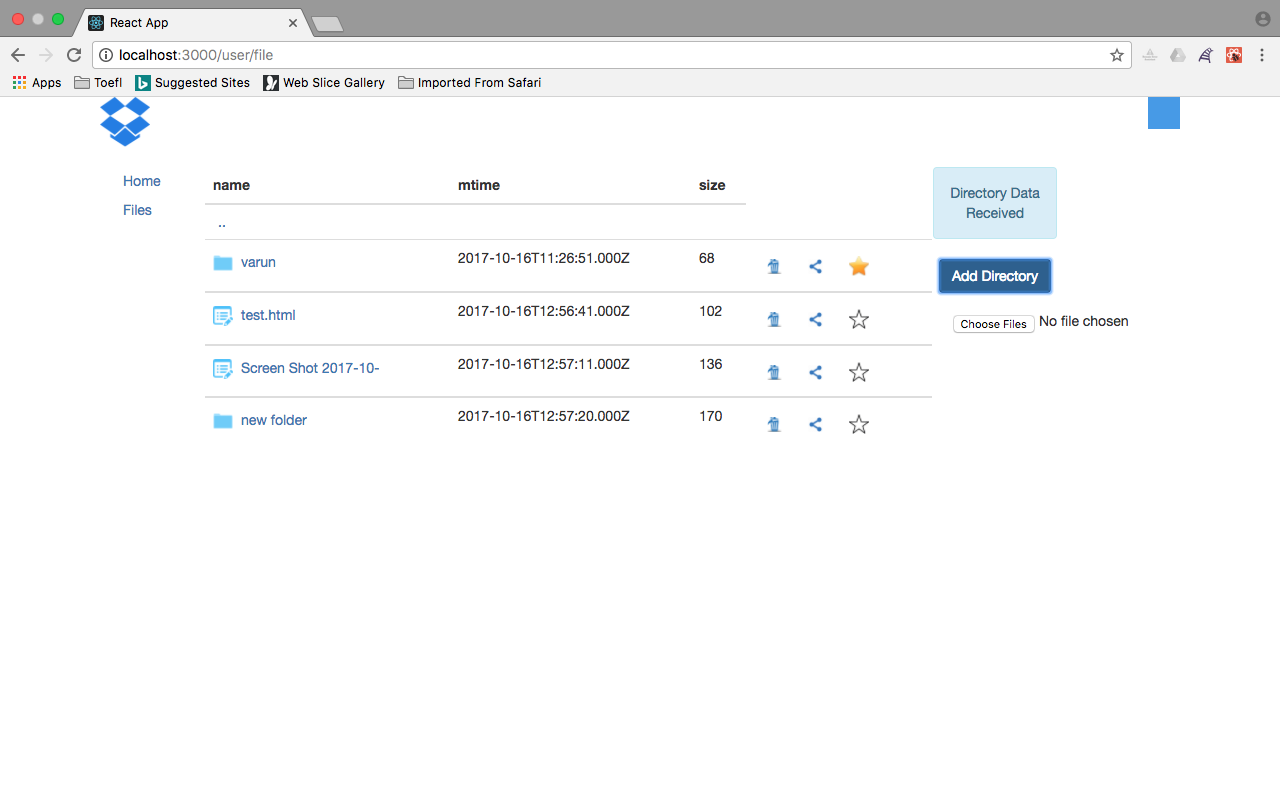 React App
localhost:3000/user/file
Apps Toefl Suggested Sites Web Slice Gallery Imported From Safari
Home
Files
name mtime size
..
varun 2017-10-16T11:26:51.000Z 68
test.html 2017-10-16T12:56:41.000Z 102
Screen Shot 2017-10- 2017-10-16T12:57:11.000Z 136
new folder 2017-10-16T12:57:20.000Z 170
Directory Data
Received
Add Directory
Choose Files No file chosen